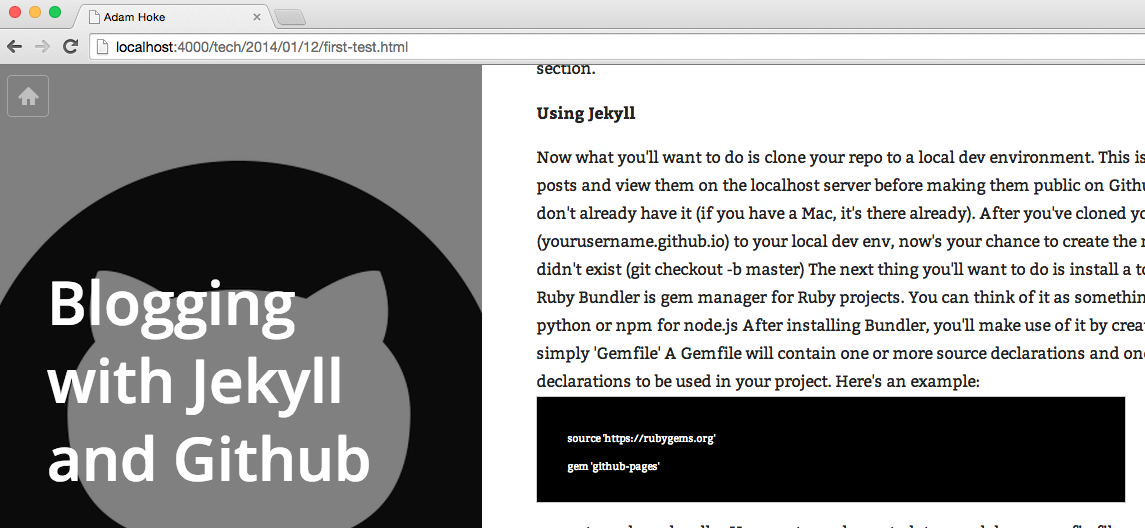 Adam Hoke
localhost:4000/tech/2014/01/12/first-test.html
Blogging
with Jekyll
and Github
section.
Using Jekyll
Now what you'll want to do is clone your repo to a local dev environment. This is
posts and view them on the localhost server before making them public on Githu
don't already have it (if you have a Mac, it's there already). After you've cloned yo
(yourusername.github.io) to your local dev env, now's your chance to create the
didn't exist (git checkout -b master) The next thing you'll want to do is install a to
Ruby Bundler is gem manager for Ruby projects. You can think of it as somethin
python or npm for node.js After installing Bundler, you'll make use of it by crea
simply 'Gemfile' A Gemfile will contain one or more source declarations and on
declarations to be used in your project. Here's an example:
source 'https://rubygems.org'
gem 'github-pages'